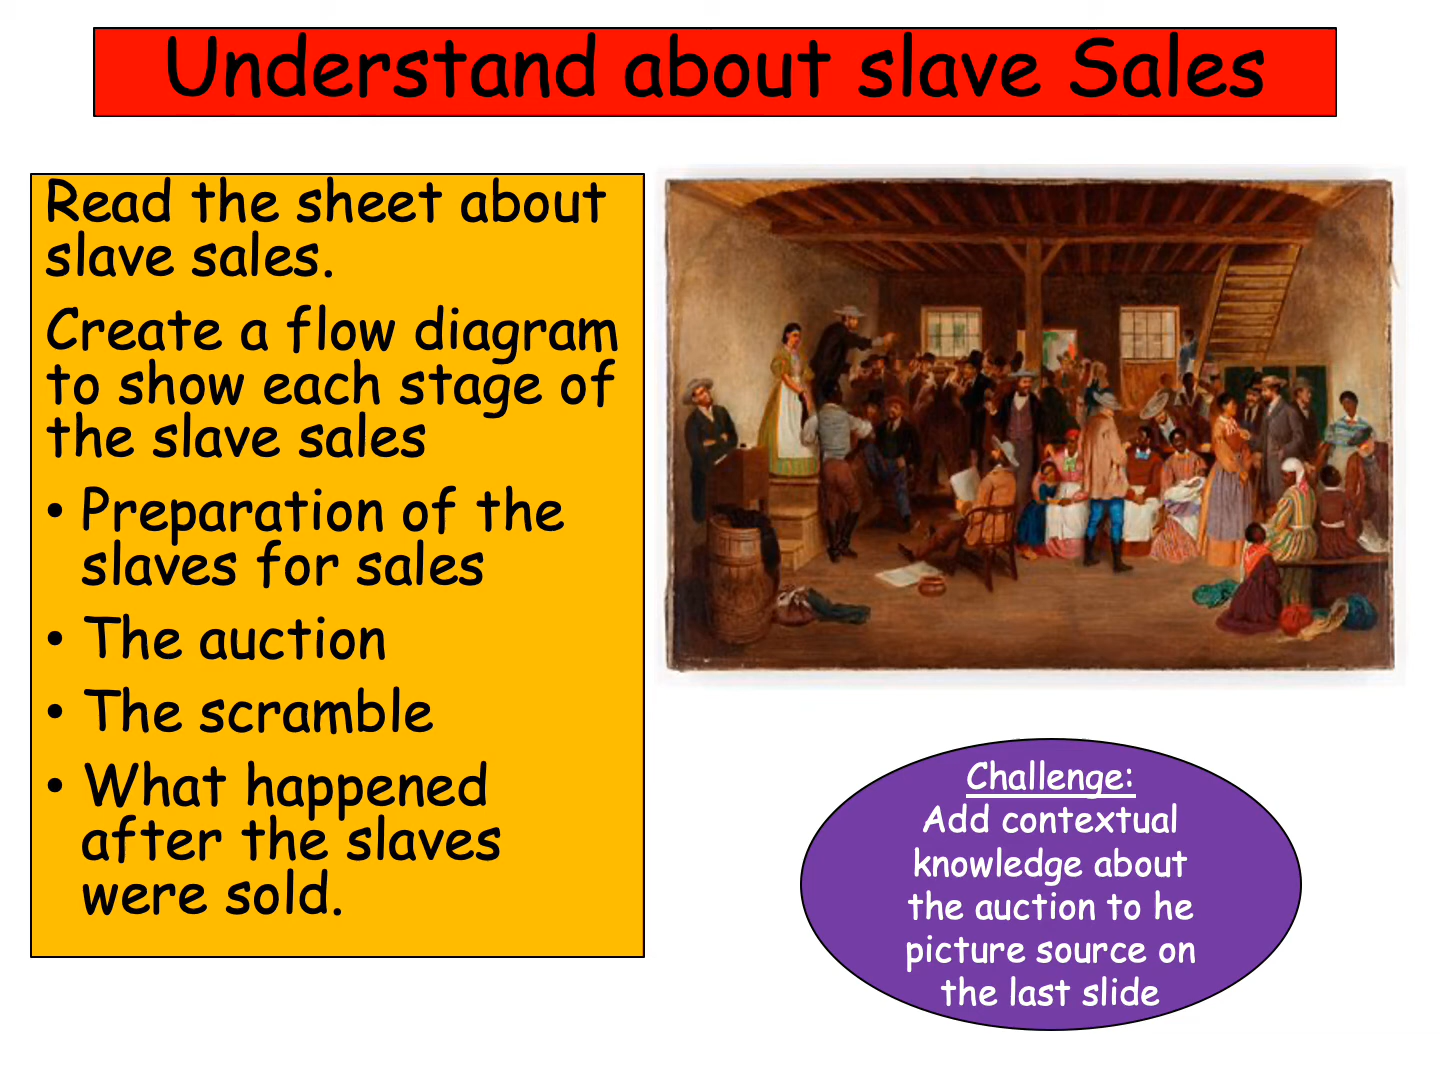 Understand about slave Sales
Read the sheet about
slave sales.
Create a flow diagram
to show each stage of
the slave sales
• Preparation of the
slaves for sales
• The auction
• The scramble
• What happened
after the slaves
were sold.
Challenge:
Add contextual
knowledge about
the auction to he
picture source on
the last slide